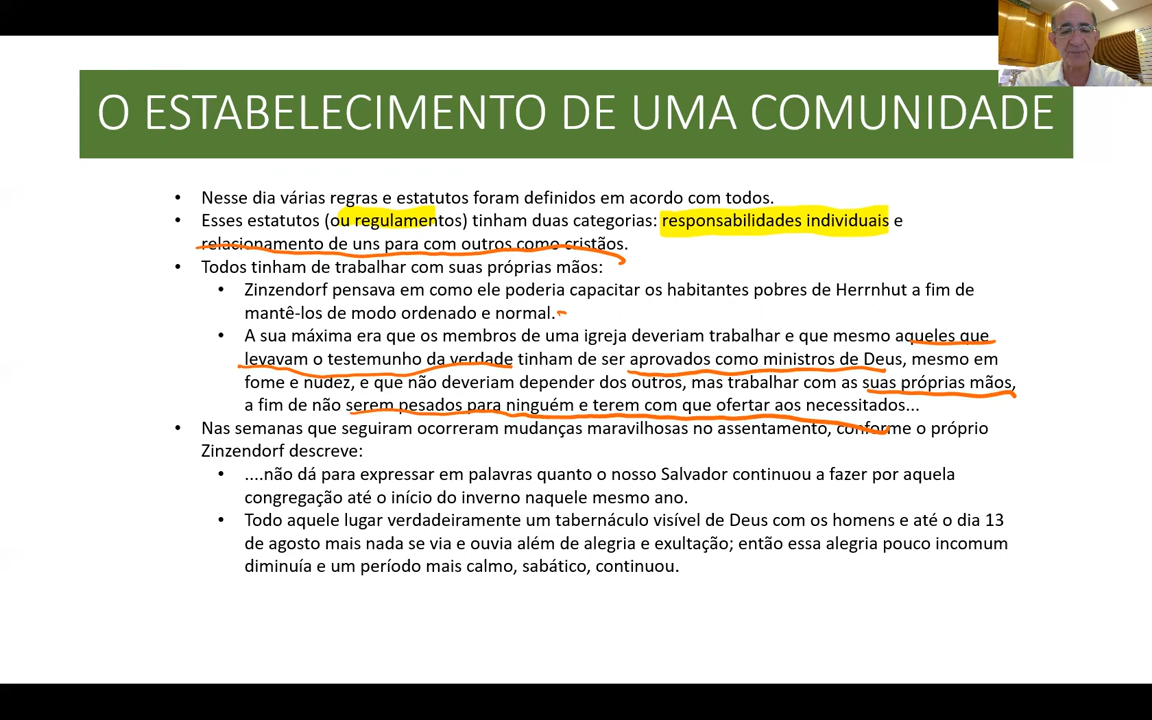 O ESTABELECIMENTO DE UMA COMUNIDADE
• Nesse dia várias regras e estatutos foram definidos em acordo com todos.
• Esses estatutos (ou regulamentos) tinham duas categorias: responsabilidades individuais e
relacionamento de uns para com outros como cristãos.
• Todos tinham de trabalhar com suas próprias mãos:
• Zinzendorf pensava em como ele poderia capacitar os habitantes pobres de Herrnhut a fim de
mantê-los de modo ordenado e normal.
• A sua máxima era que os membros de uma igreja deveriam trabalhar e que mesmo aqueles que
levavam o testemunho da verdade tinham de ser aprovados como ministros de Deus, mesmo em
fome e nudez, e que não deveriam depender dos outros, mas trabalhar com as suas próprias mãos,
a fim de não serem pesados para ninguém e terem com que ofertar aos necessitados...
• Nas semanas que seguiram ocorreram mudanças maravilhosas no assentamento, conforme o próprio
Zinzendorf descreve:
• ....não dá para expressar em palavras quanto o nosso Salvador continuou a fazer por aquela
congregação até o início do inverno naquele mesmo ano.
• Todo aquele lugar verdadeiramente um tabernáculo visível de Deus com os homens e até o dia 13
de agosto mais nada se via e ouvia além de alegria e exultação; então essa alegria pouco incomum
diminuía e um período mais calmo, sabático, continuou.